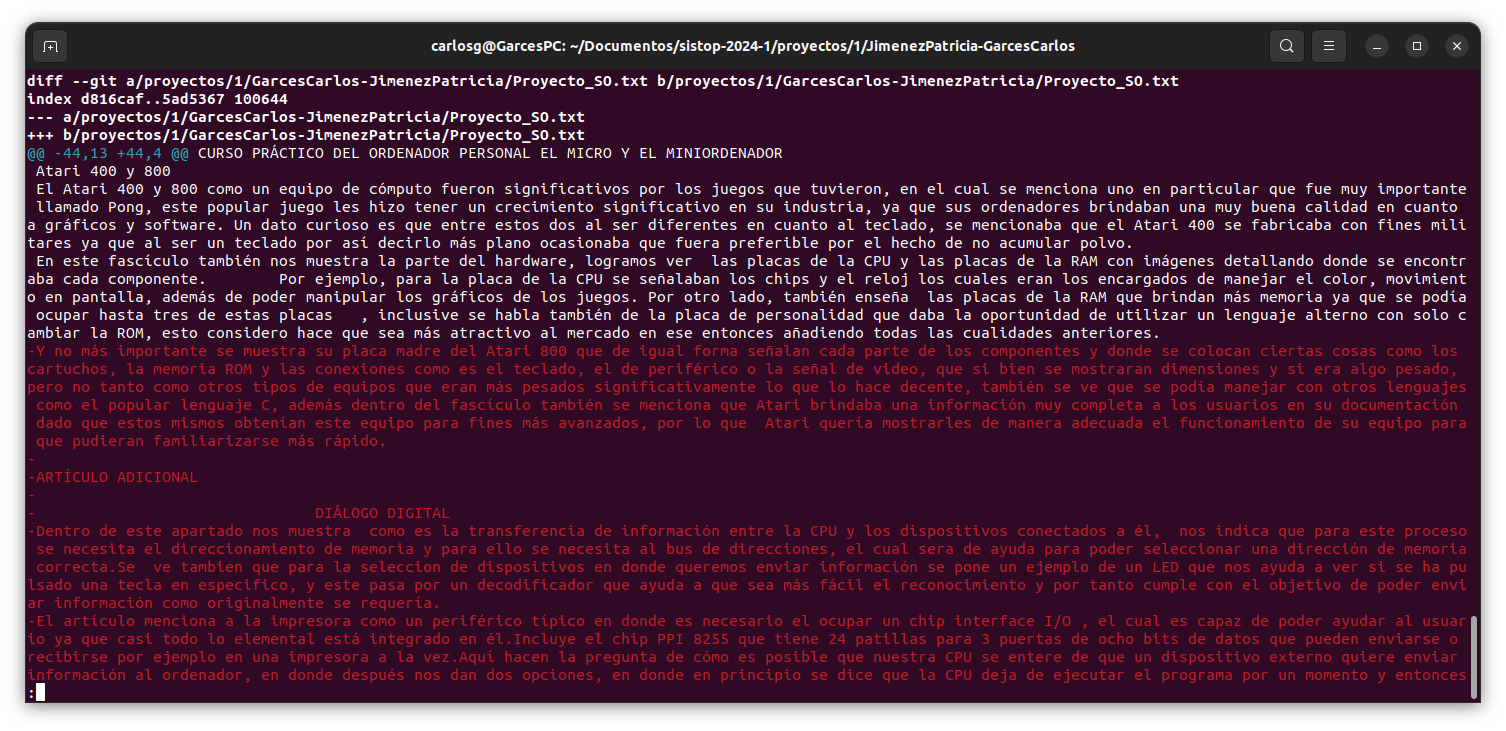 carlosg@GarcesPC: ~/Documentos/sistop-2024-1/proyectos/1/JimenezPatricia-GarcesCarlos
diff --git a/proyectos/1/GarcesCarlos-JimenezPatricia/Proyecto_SO.txt b/proyectos/1/GarcesCarlos-JimenezPatricia/Proyecto_SO.txt
index d816caf..5ad5367 100644
--- a/proyectos/1/GarcesCarlos-JimenezPatricia/Proyecto_SO.txt
+++ b/proyectos/1/GarcesCarlos-JimenezPatricia/Proyecto_SO.txt
@@ -44,13 +44,4 @@ CURSO PRÁCTICO DEL ORDENADOR PERSONAL EL MICRO Y EL MINIORDENADOR
 Atari 400 y 800
 El Atari 400 y 800 como un equipo de cómputo fueron significativos por los juegos que tuvieron, en el cual se menciona uno en particular que fue muy importante
 llamado Pong, este popular juego les hizo tener un crecimiento significativo en su industria, ya que sus ordenadores brindaban una muy buena calidad en cuanto
a gráficos y software. Un dato curioso es que entre estos dos al ser diferentes en cuanto al teclado, se mencionaba que el Atari 400 se fabricaba con fines mili
tares ya que al ser un teclado por así decirlo más plano ocasionaba que fuera preferible por el hecho de no acumular polvo.
 En este fascículo también nos muestra la parte del hardware, logramos ver  las placas de la CPU y las placas de la RAM con imágenes detallando donde se encontr
aba cada componente.        Por ejemplo, para la placa de la CPU se señalaban los chips y el reloj los cuales eran los encargados de manejar el color, movimient
o en pantalla, además de poder manipular los gráficos de los juegos. Por otro lado, también enseña  las placas de la RAM que brindan más memoria ya que se podía
 ocupar hasta tres de estas placas   , inclusive se habla también de la placa de personalidad que daba la oportunidad de utilizar un lenguaje alterno con solo c
ambiar la ROM, esto considero hace que sea más atractivo al mercado en ese entonces añadiendo todas las cualidades anteriores.
-Y no más importante se muestra su placa madre del Atari 800 que de igual forma señalan cada parte de los componentes y donde se colocan ciertas cosas como los
cartuchos, la memoria ROM y las conexiones como es el teclado, el de periférico o la señal de video, que si bien se mostraran dimensiones y si era algo pesado,
pero no tanto como otros tipos de equipos que eran más pesados significativamente lo que lo hace decente, también se ve que se podía manejar con otros lenguajes
 como el popular lenguaje C, además dentro del fascículo también se menciona que Atari brindaba una información muy completa a los usuarios en su documentación
 dado que estos mismos obtenían este equipo para fines más avanzados, por lo que  Atari quería mostrarles de manera adecuada el funcionamiento de su equipo para
 que pudieran familiarizarse más rápido.
-
-ARTÍCULO ADICIONAL
-
-                               DIÁLOGO DIGITAL
-Dentro de este apartado nos muestra  como es la transferencia de información entre la CPU y los dispositivos conectados a él,  nos indica que para este proceso
 se necesita el direccionamiento de memoria y para ello se necesita al bus de direcciones, el cual sera de ayuda para poder seleccionar una dirección de memoria
 correcta.Se  ve tambien que para la seleccion de dispositivos en donde queremos enviar información se pone un ejemplo de un LED que nos ayuda a ver si se ha pu
lsado una tecla en especifico, y este pasa por un decodificador que ayuda a que sea más fácil el reconocimiento y por tanto cumple con el objetivo de poder envi
ar información como originalmente se requería.
-El artículo menciona a la impresora como un periférico típico en donde es necesario el ocupar un chip interface I/O , el cual es capaz de poder ayudar al usuar
io ya que casi todo lo elemental está integrado en él.Incluye el chip PPI 8255 que tiene 24 patillas para 3 puertas de ocho bits de datos que pueden enviarse o
recibirse por ejemplo en una impresora a la vez.Aquí hacen la pregunta de cómo es posible que nuestra CPU se entere de que un dispositivo externo quiere enviar
información al ordenador, en donde después nos dan dos opciones, en donde en principio se dice que la CPU deja de ejecutar el programa por un momento y entonces
: